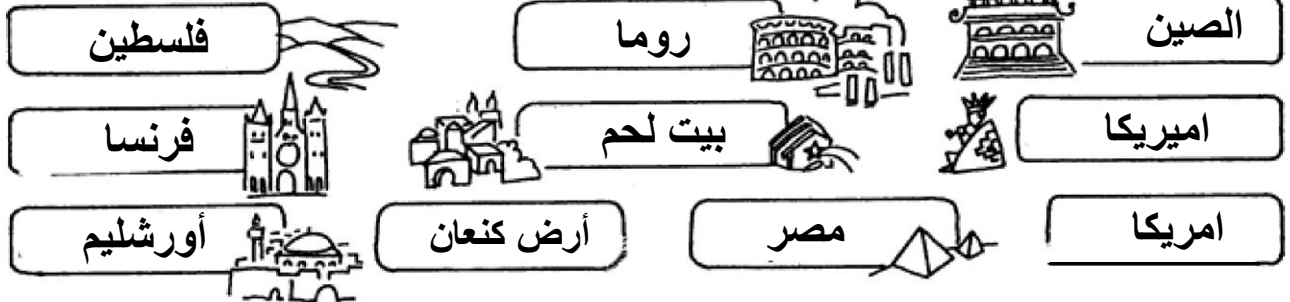 الصين
روما
فلسطين
اميريكا
بيت لحم
فرنسا
امريكا
مصر
أرض كنعان
أورشليم